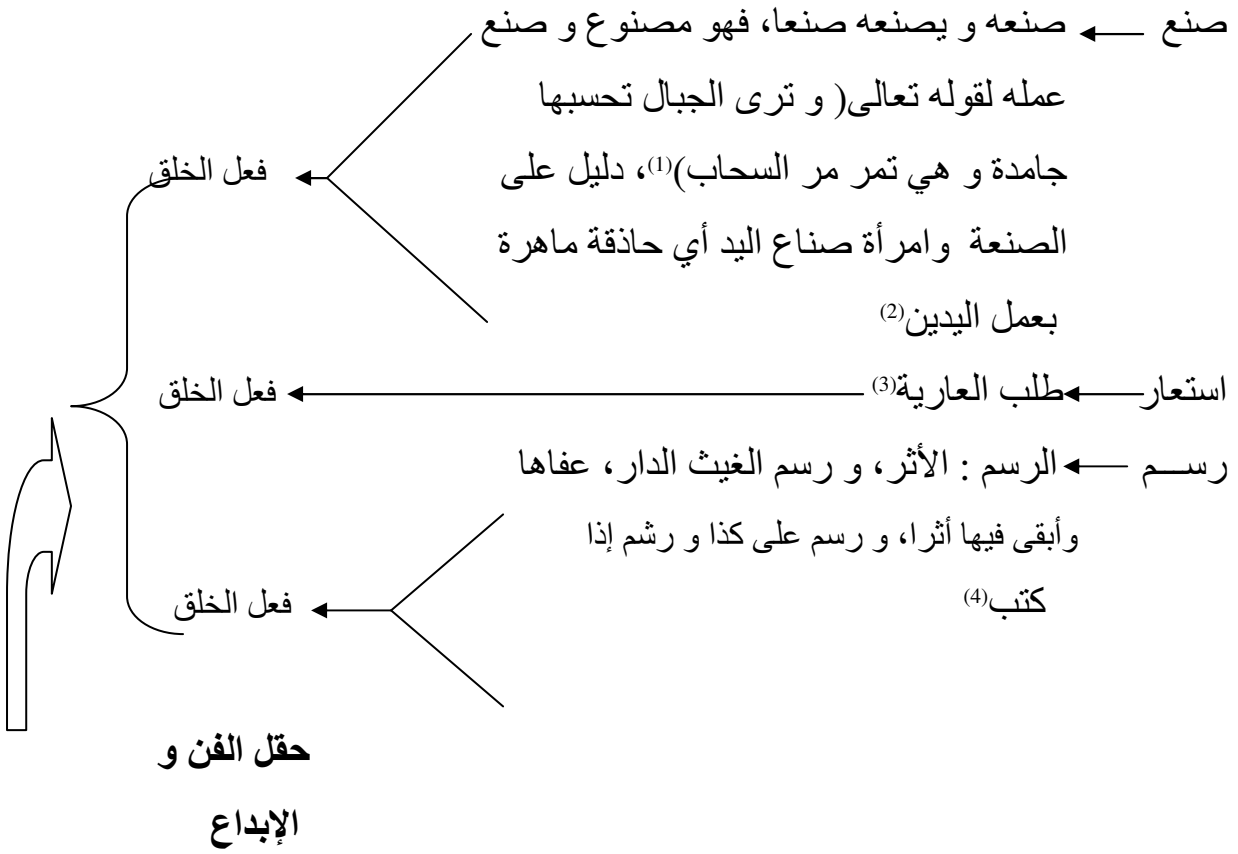 صنع صنعه و يصنعه صنعا، فهو مصنوع و صنع
عمله لقوله تعالى( و ترى الجبال تحسبها
جامدة و هي تمر مر السحاب)(1)، دليل على
فعل الخلق
الصنعة وامرأة صناع اليد أي حاذقة ماهرة
بعمل اليدين(2)
استعار طلب العارية(3) فعل الخلق
رســـم الرسم : الأثر، و رسم الغيث الدار، عفاها
وأبقى فيها أثرا، و رسم على كذا و رشم إذا
كتب(4) فعل الخلق
حقل الفن و
الإبداع